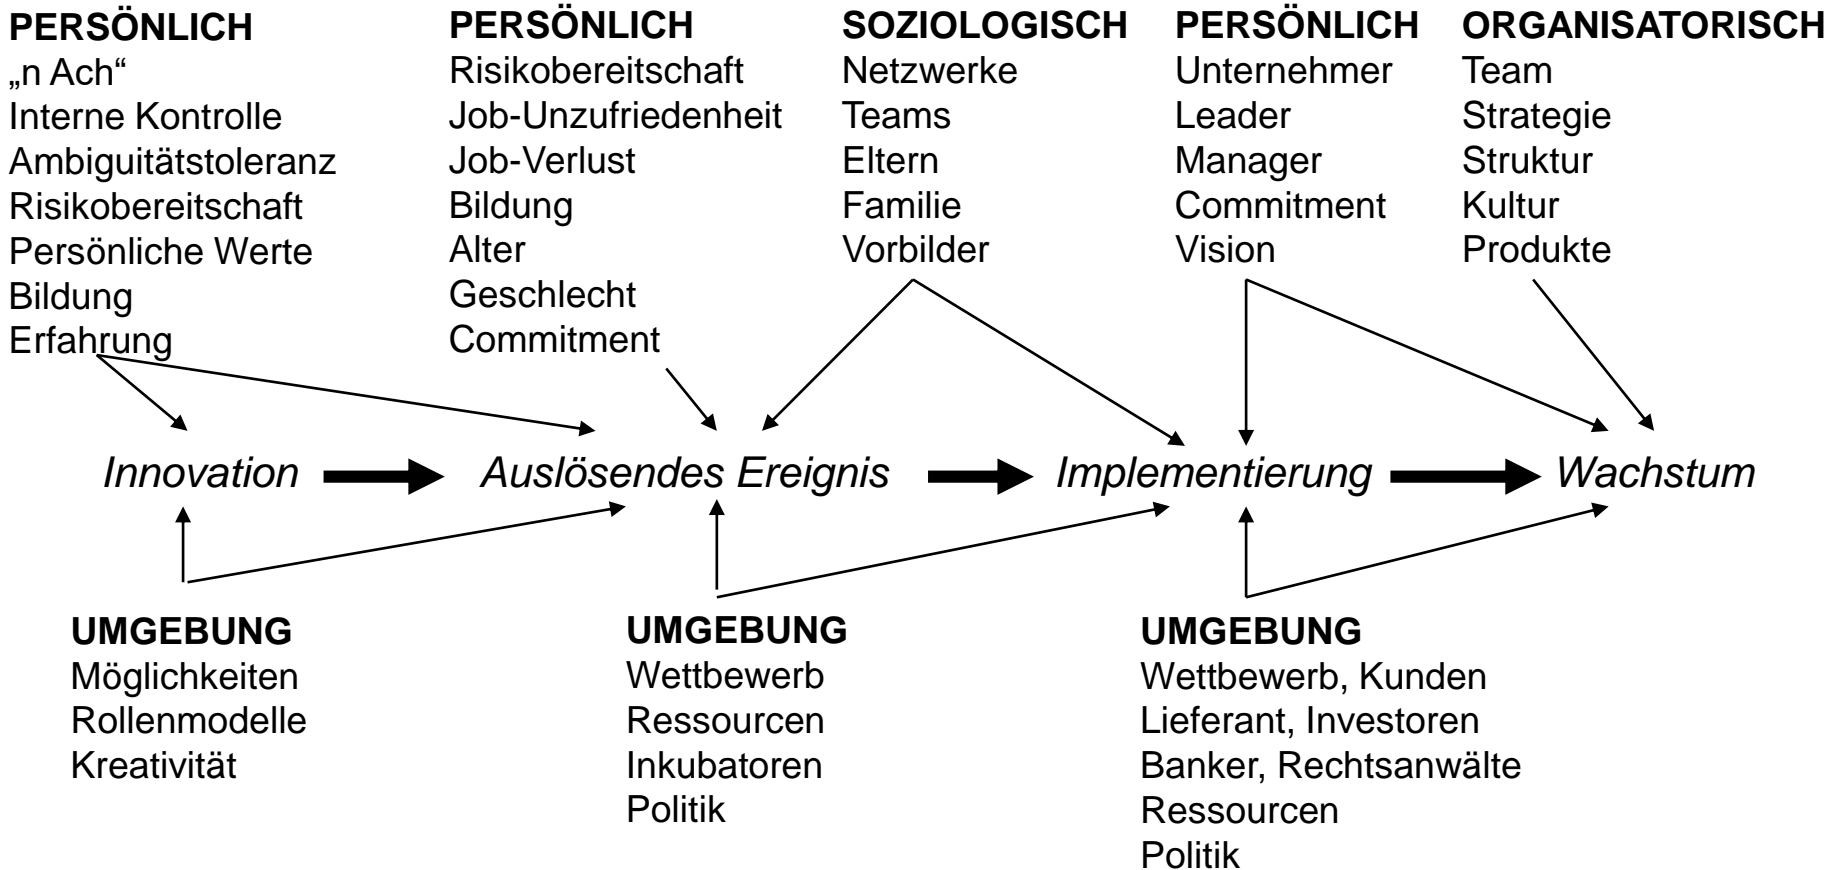 PERSÖNLICH
„n Ach“
Interne Kontrolle
Ambiguitätstoleranz
Risikobereitschaft
Persönliche Werte
Bildung
Erfahrung
PERSÖNLICH
Risikobereitschaft
Job-Unzufriedenheit
Job-Verlust
Bildung
Alter
Geschlecht
Commitment
SOZIOLOGISCH
Netzwerke
Teams
Eltern
Familie
Vorbilder
PERSÖNLICH
Unternehmer
Leader
Manager
Commitment
Vision
ORGANISATORISCH
Team
Strategie
Struktur
Kultur
Produkte
Innovation
Auslösendes Ereignis
Implementierung
Wachstum
UMGEBUNG
Möglichkeiten
Rollenmodelle
Kreativität
UMGEBUNG
Wettbewerb
Ressourcen
Inkubatoren
Politik
UMGEBUNG
Wettbewerb, Kunden
Lieferant, Investoren
Banker, Rechtsanwälte
Ressourcen
Politik